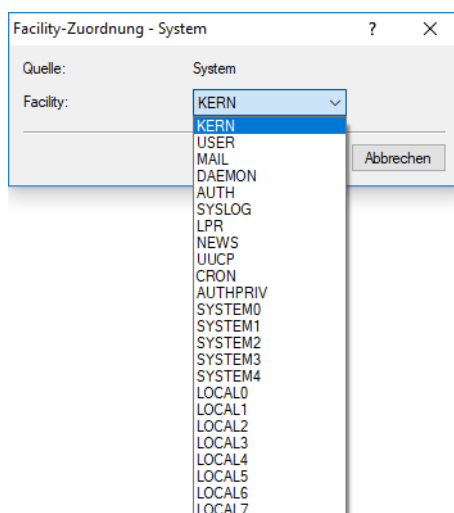 Facility-Zuordnung - System ?
Quelle: System
Facility: KERN
KERN
USER
MAIL
DAEMON
AUTH
SYSLOG
LPR
NEWS
UUCP
CRON
AUTHPRIV
SYSTEM0
SYSTEM1
SYSTEM2
SYSTEM3
SYSTEM4
LOCAL0
LOCAL1
LOCAL2
LOCAL3
LOCAL4
LOCAL5
LOCAL6
LOCAL7
Abbrechen